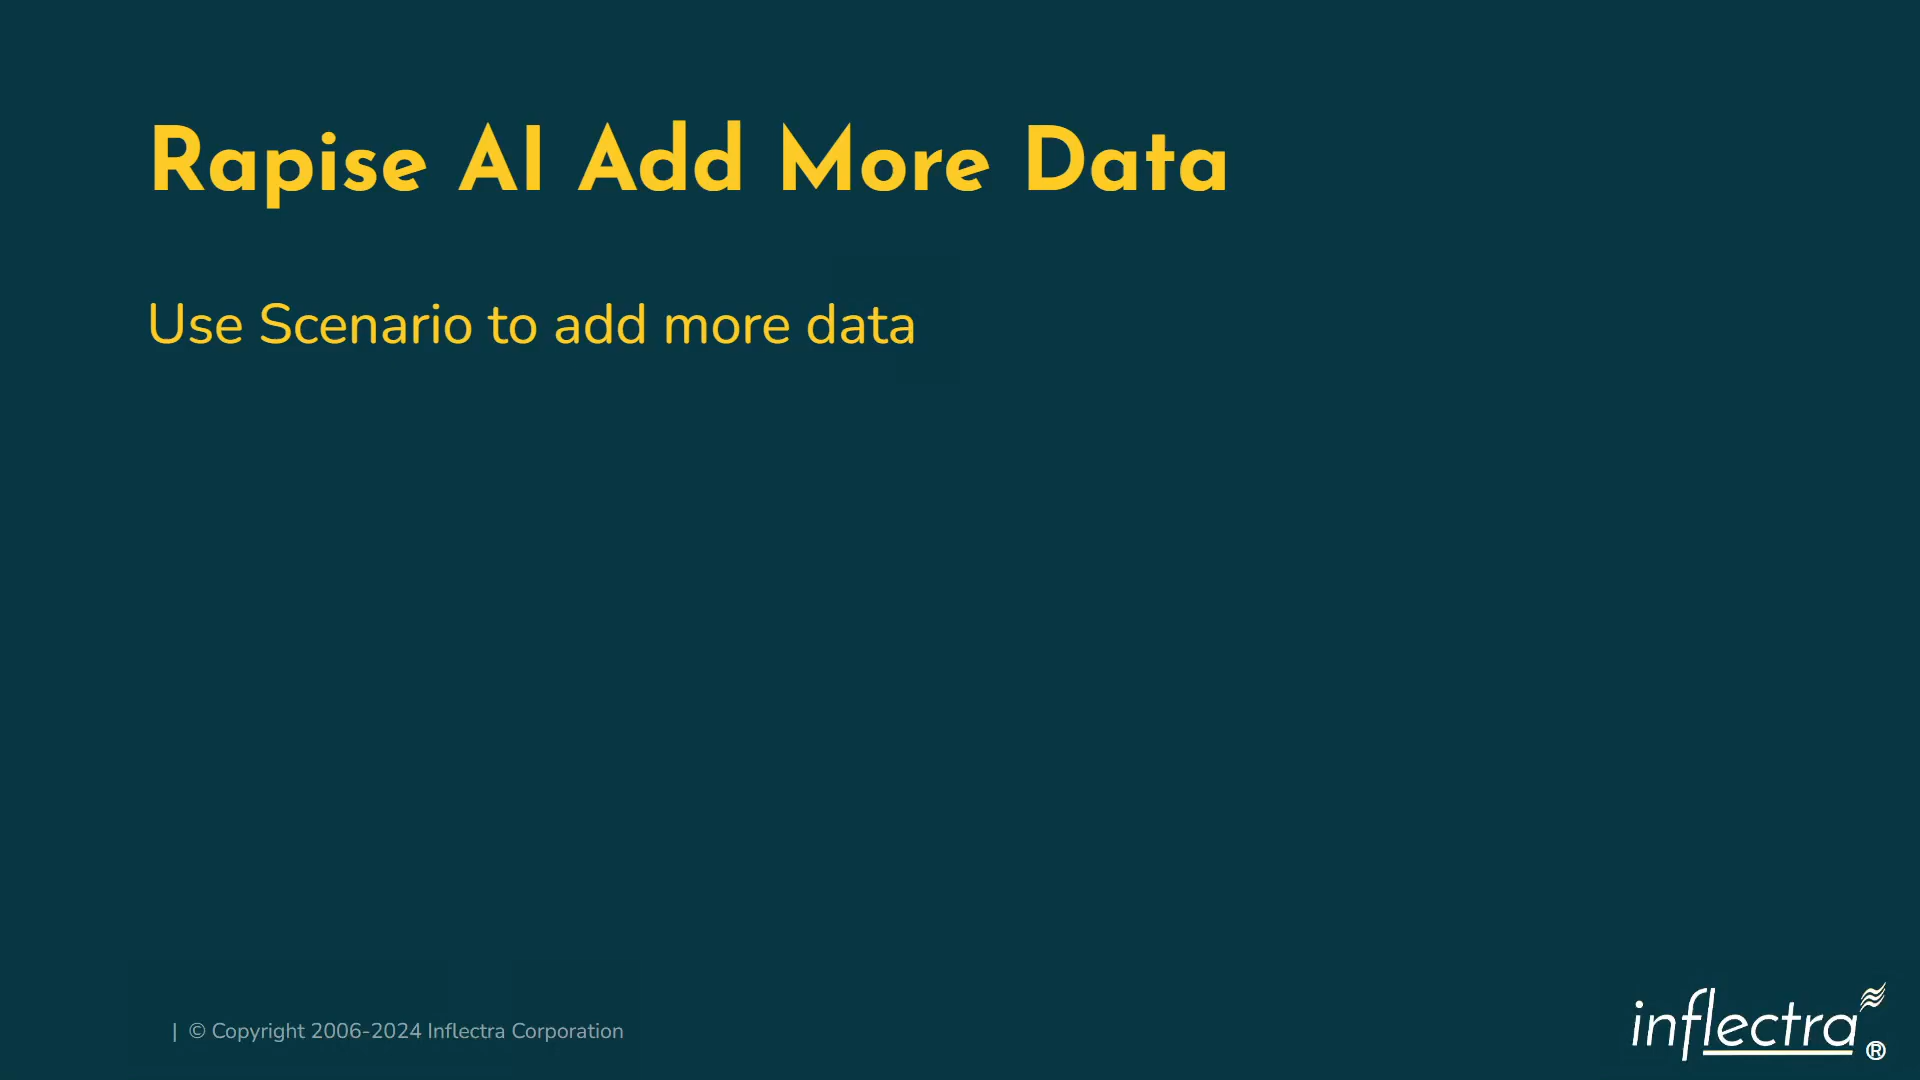 Rapise AI Add More Data
Use Scenario to add more data
| © Copyright 2006-2024 Inflectra Corporation
inflectra®